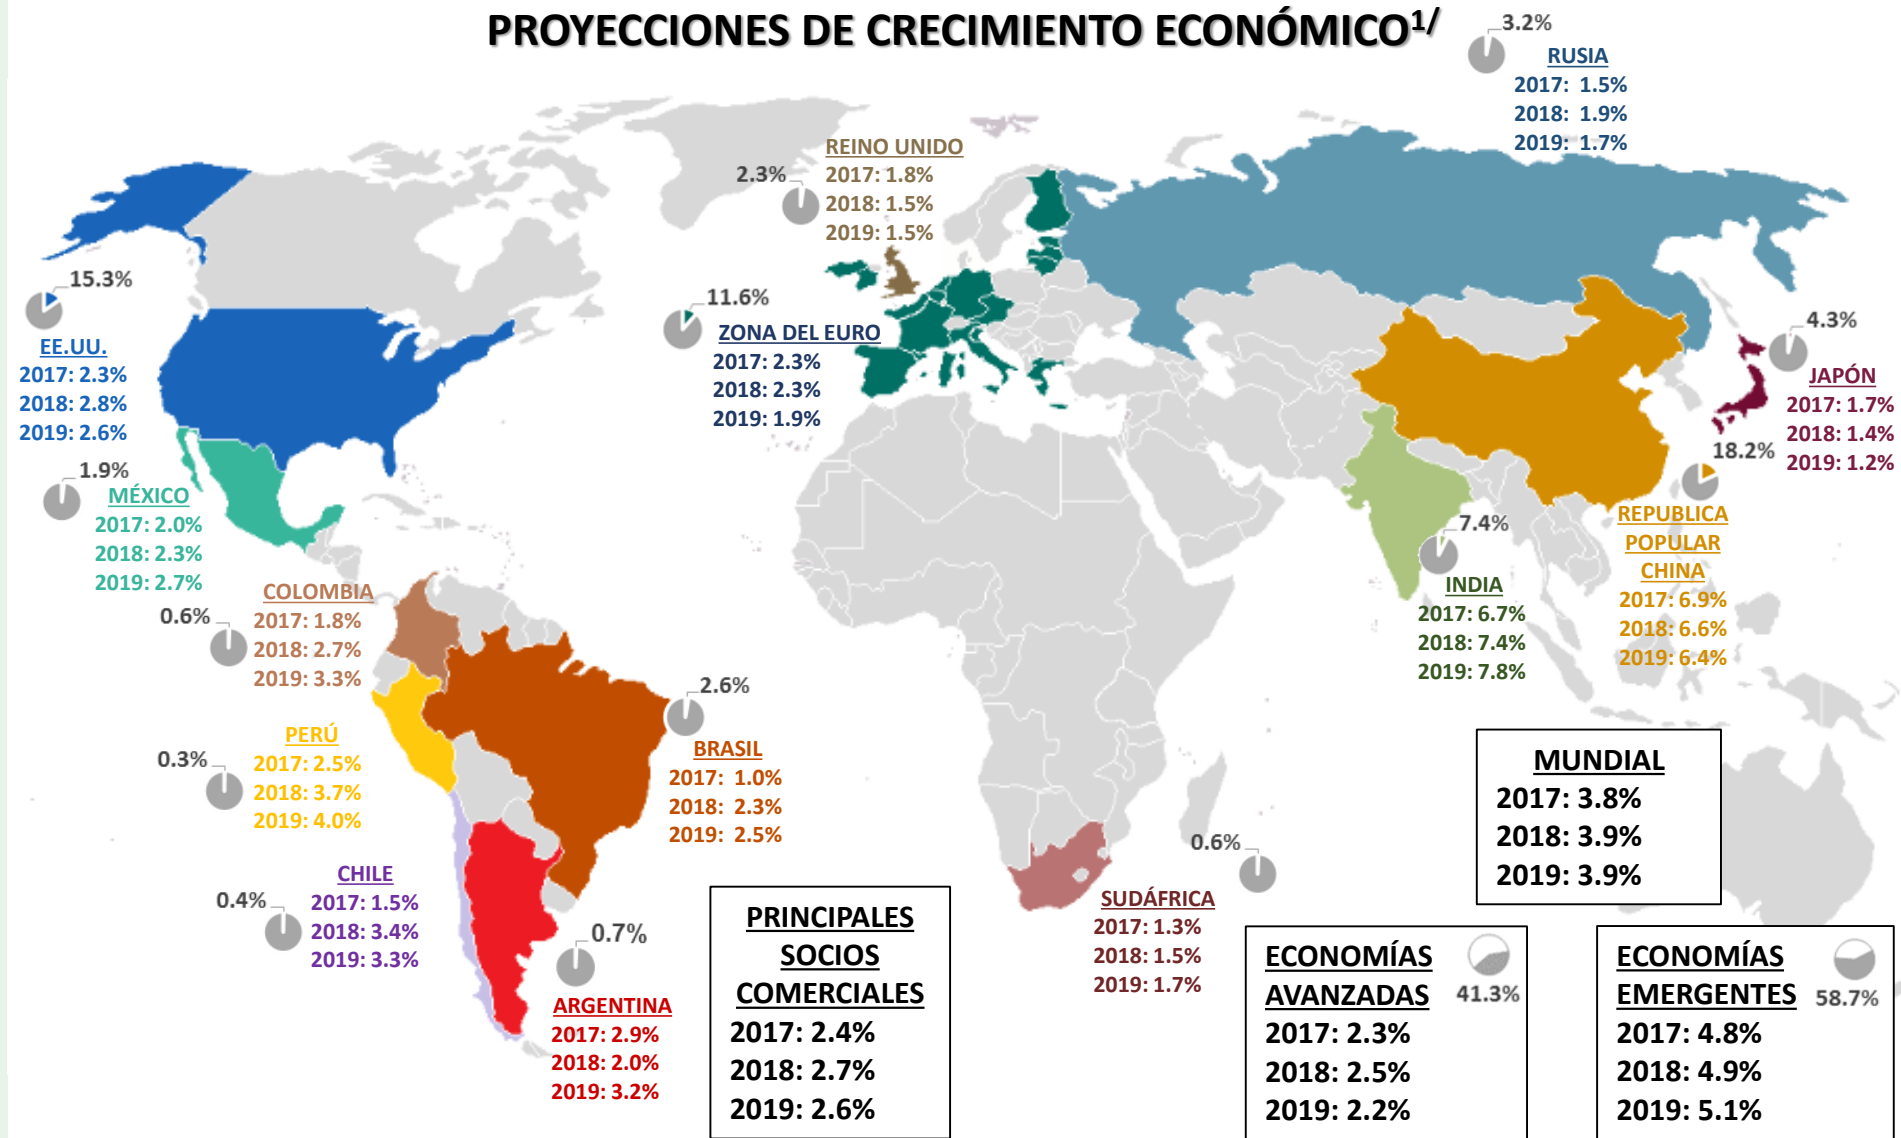 PROYECCIONES DE CRECIMIENTO ECONÓMICO1/
3.2%
RUSIA
2017: 1.5%
2018: 1.9%
2019: 1.7%
2.3%
REINO UNIDO
2017: 1.8%
2018: 1.5%
2019: 1.5%
15.3%
EE.UU.
2017: 2.3%
2018: 2.8%
2019: 2.6%
11.6%
ZONA DEL EURO
2017: 2.3%
2018: 2.3%
2019: 1.9%
4.3%
JAPÓN
2017: 1.7%
2018: 1.4%
2019: 1.2%
18.2%
REPUBLICA
POPULAR
CHINA
2017: 6.9%
2018: 6.6%
2019: 6.4%
7.4%
INDIA
2017: 6.7%
2018: 7.4%
2019: 7.8%
1.9%
MÉXICO
2017: 2.0%
2018: 2.3%
2019: 2.7%
0.6%
COLOMBIA
2017: 1.8%
2018: 2.7%
2019: 3.3%
2.6%
BRASIL
2017: 1.0%
2018: 2.3%
2019: 2.5%
0.3%
PERÚ
2017: 2.5%
2018: 3.7%
2019: 4.0%
0.4%
CHILE
2017: 1.5%
2018: 3.4%
2019: 3.3%
0.7%
ARGENTINA
2017: 2.9%
2018: 2.0%
2019: 3.2%
0.6%
SUDÁFRICA
2017: 1.3%
2018: 1.5%
2019: 1.7%
MUNDIAL
2017: 3.8%
2018: 3.9%
2019: 3.9%
PRINCIPALES
SOCIOS
COMERCIALES
2017: 2.4%
2018: 2.7%
2019: 2.6%
ECONOMÍAS
AVANZADAS
41.3%
2017: 2.3%
2018: 2.5%
2019: 2.2%
ECONOMÍAS
EMERGENTES
58.7%
2017: 4.8%
2018: 4.9%
2019: 5.1%